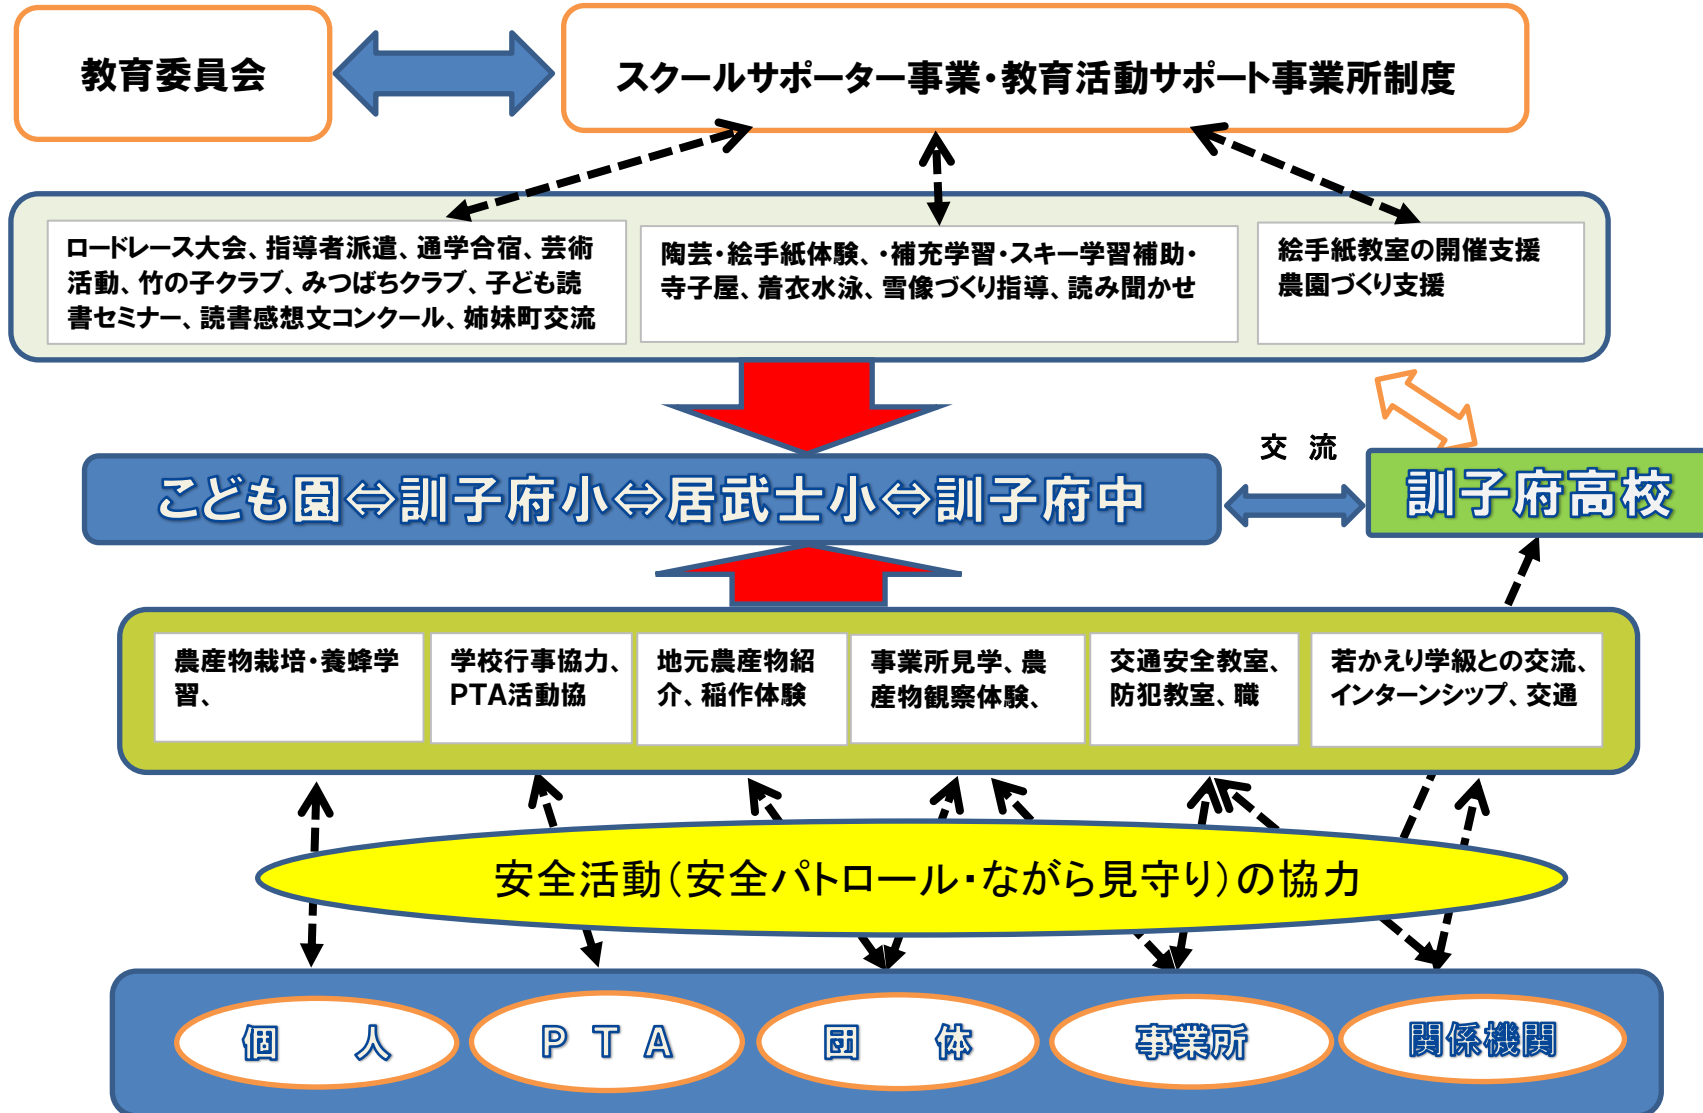 教育委員会
スクールサポーター事業・教育活動サポート事業所制度
ロードレース大会、指導者派遣、通学合宿、芸術
活動、竹の子クラブ、みつばちクラブ、子ども読
書セミナー、読書感想文コンクール、姉妹町交流
陶芸・絵手紙体験、・補充学習・スキー学習補助・
寺子屋、着衣水泳、雪像づくり指導、読み聞かせ
絵手紙教室の開催支援
農園づくり支援
交　流
こども園⇔訓子府小⇔居武士小⇔訓子府中
訓子府高校
農産物栽培・養蜂学
習、
学校行事協力、
PTA活動協
地元農産物紹
介、稲作体験
事業所見学、農
産物観察体験、
交通安全教室、
防犯教室、職
若かえり学級との交流、
インターンシップ、交通
安全活動（安全パトロール・ながら見守り）の協力
個　　人
ＰＴＡ
団　　体
事業所
関係機関